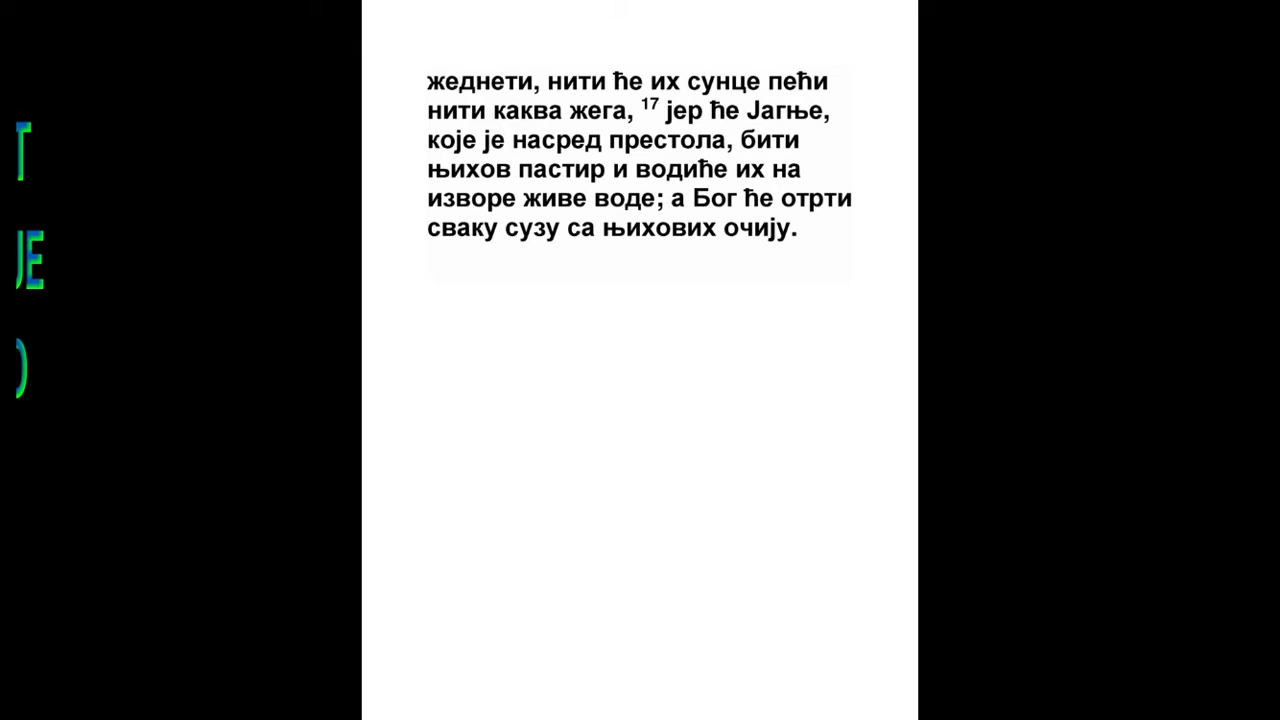 жеднети, нити ће их сунце пећи
нити каква жега, 17 јер ће Јагње,
које је насред престола, бити
њихов пастир и водиће их на
изворе живе воде; а Бог ће отрти
сваку сузу са њихових очију.